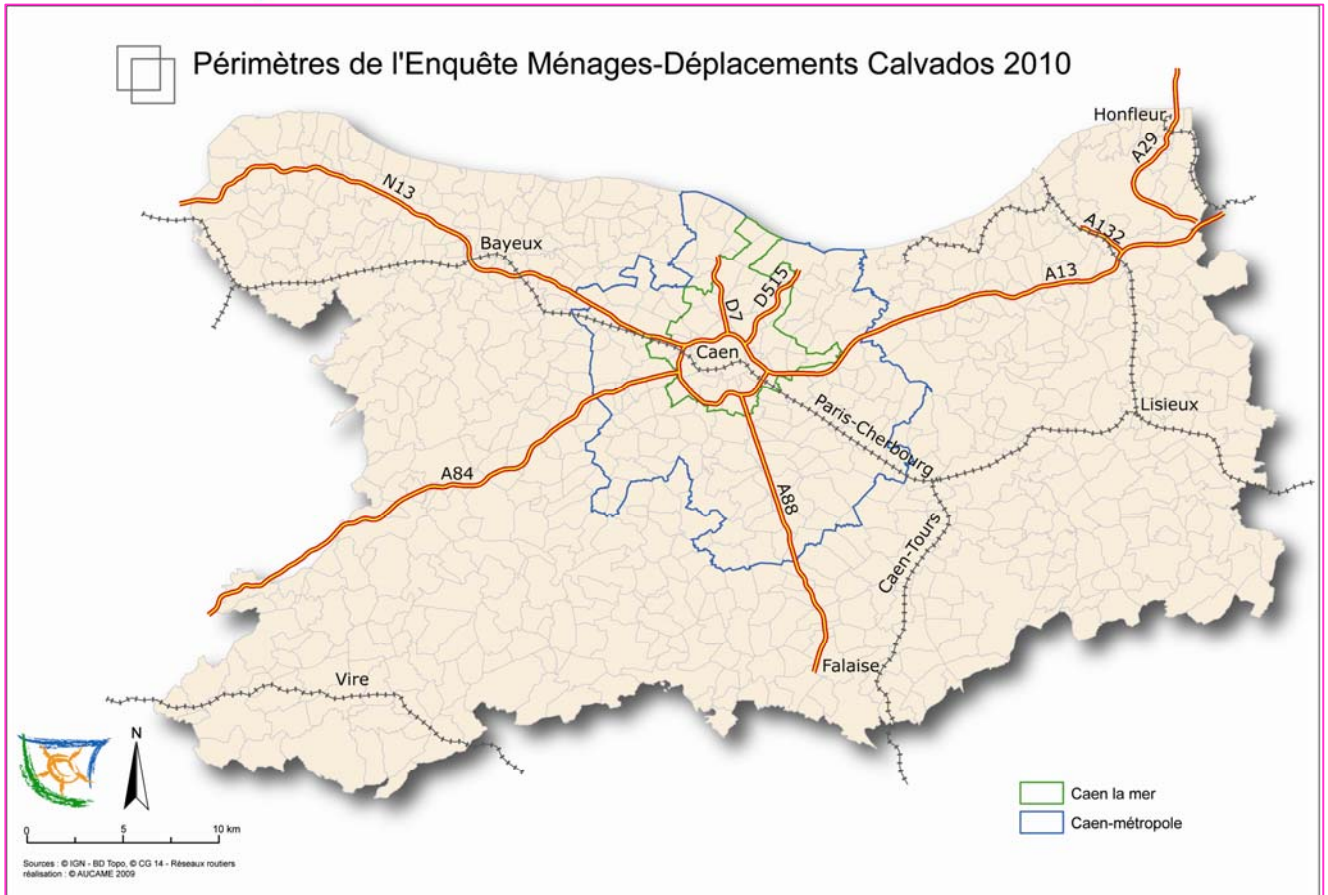 Périmètres de l'Enquête Ménages-Déplacements Calvados 2010
Honfleur
A29
N13
A132
Bayeux
A13
D515
D7
Caen
Paris-Cherbourg
Lisieux
A84
A88
Caen-Tours
Falaise
Vire
N
Caen la mer
Caen-métropole
0 5 10 km
Sources : © IGN - BD Topo, © CG 14 - Réseaux routiers
réalisation : © AUCAME 2009